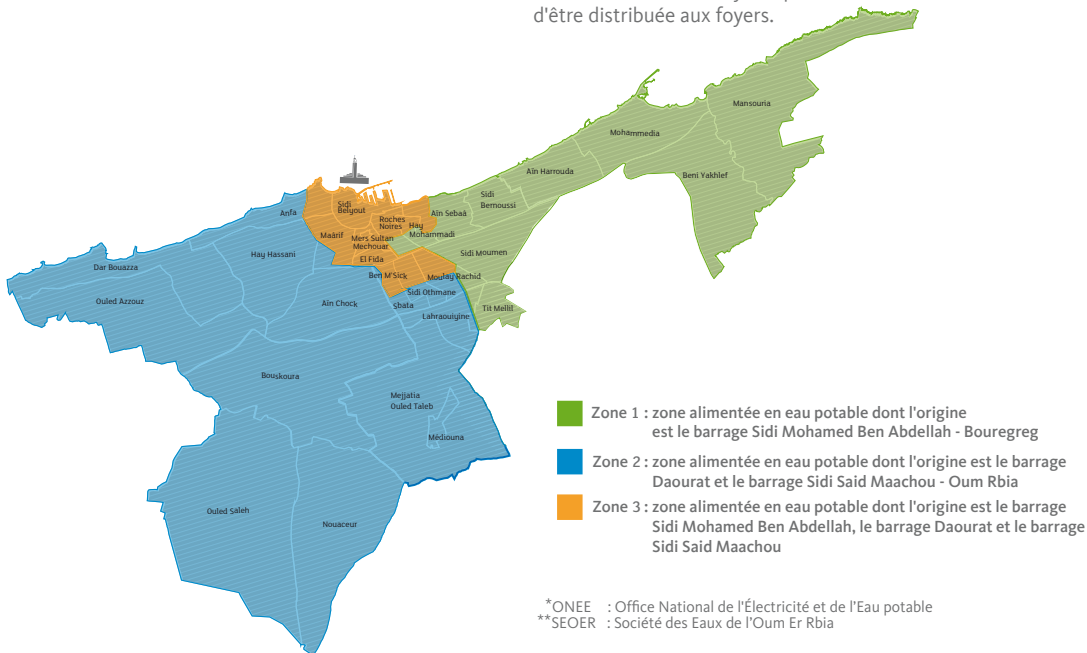 d'être distribuée aux foyers.
Mansouria
Mohammedia
Beni Yakhlef
Aïn Harrouda
Sidi
Bernoussi
Aïn Sebaâ
Sidi
Belyout
Anfa
Roches
Noires
Hay
Mohammadi
Maârif
Mers Sultan
Mechouar
El Fida
Sidi Moumen
Hay Hassani
Dar Bouazza
Ben M'Sick
Moulay Rachid
Ouled Azzouz
Aïn Chock
Sidi Othmane
Sbata
Tit Mellil
Lahraouiyine
Bouskoura
Mejjatia
Ouled Taleb
Médiouna
Ouled Saleh
Nouaceur
Zone 1 : zone alimentée en eau potable dont l'origine
est le barrage Sidi Mohamed Ben Abdellah - Bouregreg
Zone 2 : zone alimentée en eau potable dont l'origine est le barrage
Daourat et le barrage Sidi Said Maachou - Oum Rbia
Zone 3 : zone alimentée en eau potable dont l'origine est le barrage
Sidi Mohamed Ben Abdellah, le barrage Daourat et le barrage
Sidi Said Maachou
*ONEE : Office National de l'Électricité et de l'Eau potable
**SEOER : Société des Eaux de l'Oum Er Rbia